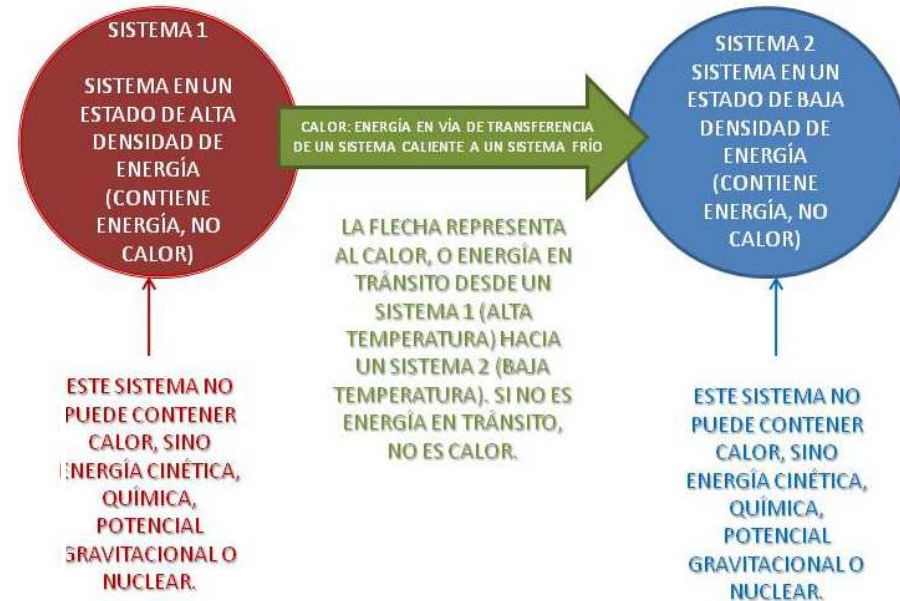 SISTEMA 1
SISTEMA EN UN
ESTADO DE ALTA
DENSIDAD DE
ENERGÍA
(CONTIENE
ENERGÍA, NO
CALOR)
CALOR: ENERGÍA EN VÍA DE TRANSFERENCIA
DE UN SISTEMA CALIENTE A UN SISTEMA FRÍO
SISTEMA 2
SISTEMA EN UN
ESTADO DE BAJA
DENSIDAD DE
ENERGÍA
(CONTIENE
ENERGÍA, NO
CALOR)
LA FLECHA REPRESENTA
AL CALOR, O ENERGÍA EN
TRÁNSITO DESDE UN
SISTEMA 1 (ALTA
TEMPERATURA) HACIA
UN SISTEMA 2 (BAJA
TEMPERATURA). SI NO ES
ENERGÍA EN TRÁNSITO,
NO ES CALOR.
ESTE SISTEMA NO
PUEDE CONTENER
CALOR, SINO
ENERGÍA CINÉTICA,
QUÍMICA,
POTENCIAL
GRAVITACIONAL O
NUCLEAR.
ESTE SISTEMA NO
PUEDE CONTENER
CALOR, SINO
ENERGÍA CINÉTICA,
QUÍMICA,
POTENCIAL
GRAVITACIONAL O
NUCLEAR.